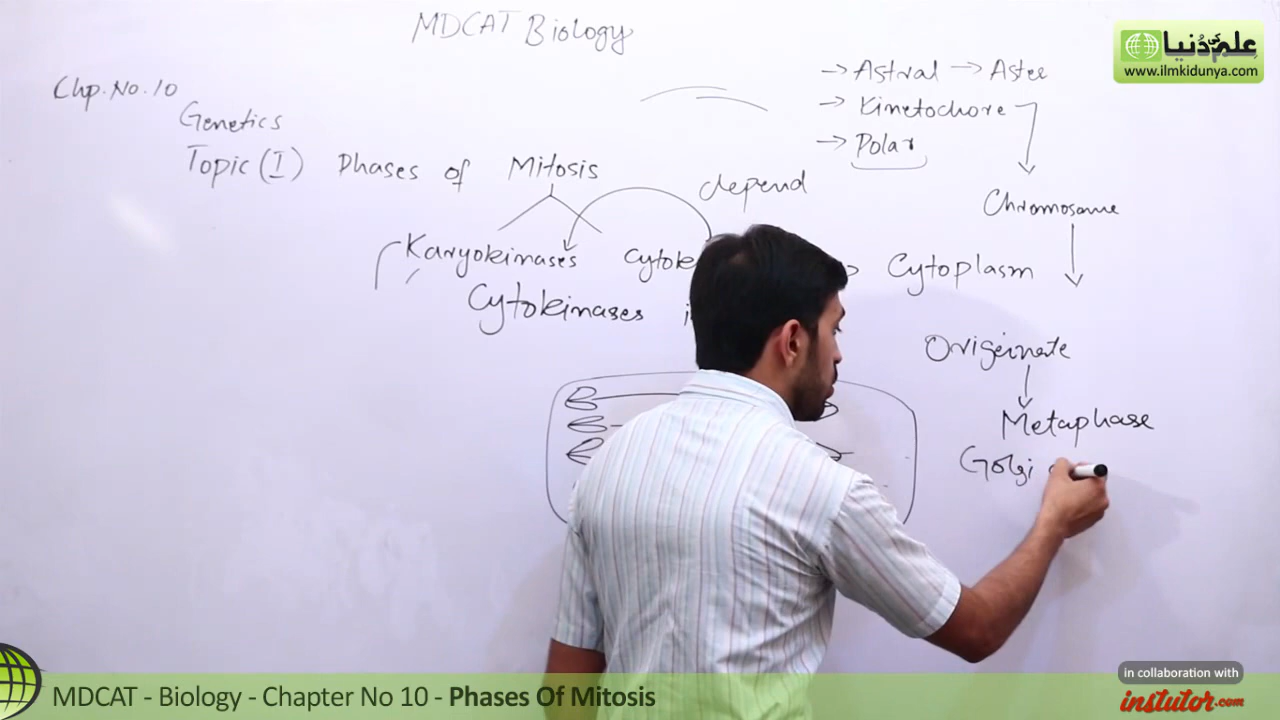 MDCAT Biology
علم کی دنیا
www.ilmkidunya.com
Chp.No.10
Genetics
Topic (I) Phases of Mitosis
→ Astral → Aster
→ Kinetochore
→ Polar
depend
Chromosome
Karyokinases
Cytoplasm
Cytokinases
Origernate
Metaphase
Golgi
in collaboration with
instutor.com
MDCAT - Biology - Chapter No 10 - Phases Of Mitosis